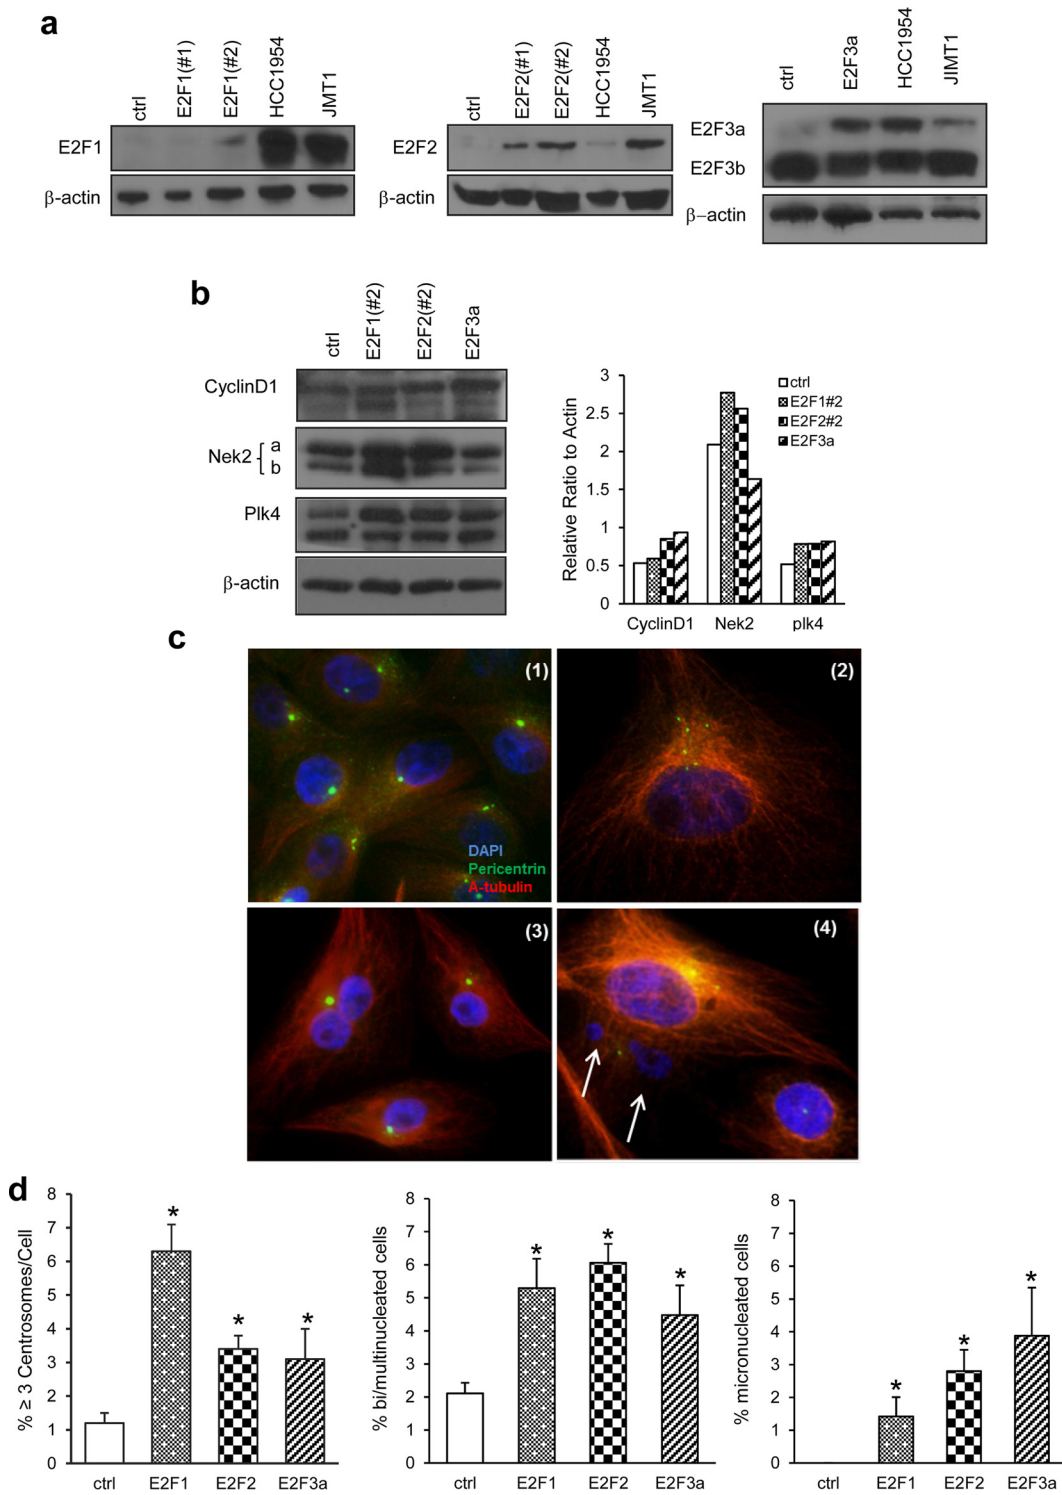 a
ctrl
E2F1(#1)
E2F1(#2)
HCC1954
JMT1
E2F1
β-actin
ctrl
E2F2(#1)
E2F2(#2)
HCC1954
JMT1
E2F2
β-actin
ctrl
E2F3a
HCC1954
JIMT1
E2F3a
E2F3b
β-actin
b
ctrl
E2F1(#2)
E2F2(#2)
E2F3a
CyclinD1
Nek2 { a
b
Plk4
β-actin
Relative Ratio to Actin
3
2.5
2
1.5
1
0.5
0
ctrl
E2F1#2
E2F2#2
E2F3a
CyclinD1 Nek2 plk4
c
(1)
DAPI
Pericentrin
A-tubulin
(2)
(3)
(4)
d
% ≥ 3 Centrosomes/Cell
8
7
6
5
4
3
2
1
0
*
*
*
ctrl E2F1 E2F2 E2F3a
% bi/multinucleated cells
8
7
6
5
4
3
2
1
0
*
*
*
ctrl E2F1 E2F2 E2F3a
% micronucleated cells
8
7
6
5
4
3
2
1
0
*
*
*
ctrl E2F1 E2F2 E2F3a